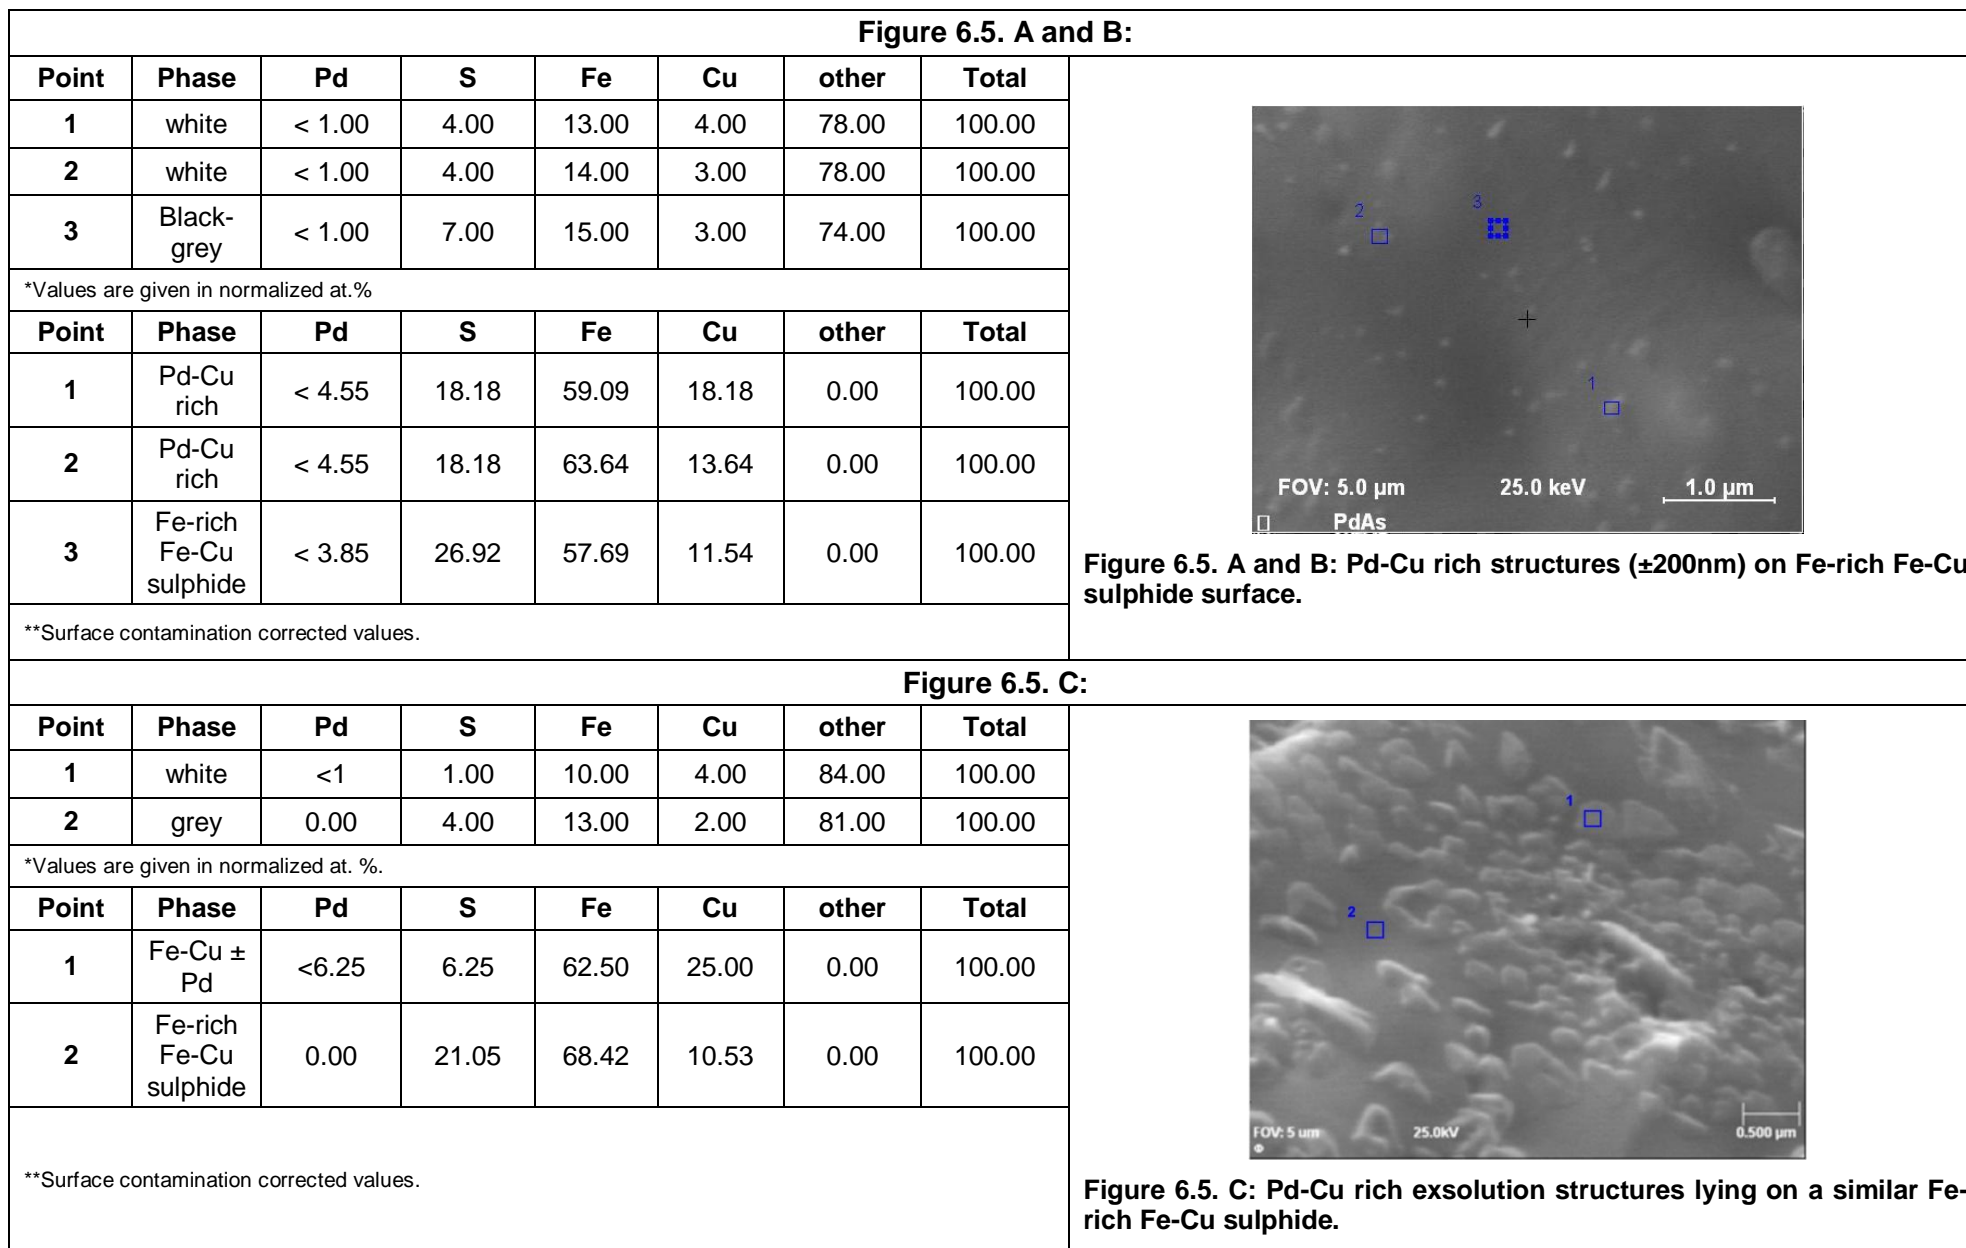 Figure 6.5. A and B:
Point Phase Pd S Fe Cu other Total
1 white < 1.00 4.00 13.00 4.00 78.00 100.00
2 white < 1.00 4.00 14.00 3.00 78.00 100.00
3 Black-
grey < 1.00 7.00 15.00 3.00 74.00 100.00
*Values are given in normalized at.%
Point Phase Pd S Fe Cu other Total
1 Pd-Cu
rich < 4.55 18.18 59.09 18.18 0.00 100.00
2 Pd-Cu
rich < 4.55 18.18 63.64 13.64 0.00 100.00
3 Fe-rich
Fe-Cu
sulphide < 3.85 26.92 57.69 11.54 0.00 100.00
**Surface contamination corrected values.
2 3
1
FOV: 5.0 µm 25.0 keV 1.0 µm
PdAs
Figure 6.5. A and B: Pd-Cu rich structures (±200nm) on Fe-rich Fe-Cu
sulphide surface.
Figure 6.5. C:
Point Phase Pd S Fe Cu other Total
1 white <1 1.00 10.00 4.00 84.00 100.00
2 grey 0.00 4.00 13.00 2.00 81.00 100.00
*Values are given in normalized at. %.
Point Phase Pd S Fe Cu other Total
1 Fe-Cu ±
Pd <6.25 6.25 62.50 25.00 0.00 100.00
2 Fe-rich
Fe-Cu
sulphide 0.00 21.05 68.42 10.53 0.00 100.00
**Surface contamination corrected values.
1
2
FOV: 5 um 25.0kV 0.500 µm
Figure 6.5. C: Pd-Cu rich exsolution structures lying on a similar Fe-
rich Fe-Cu sulphide.